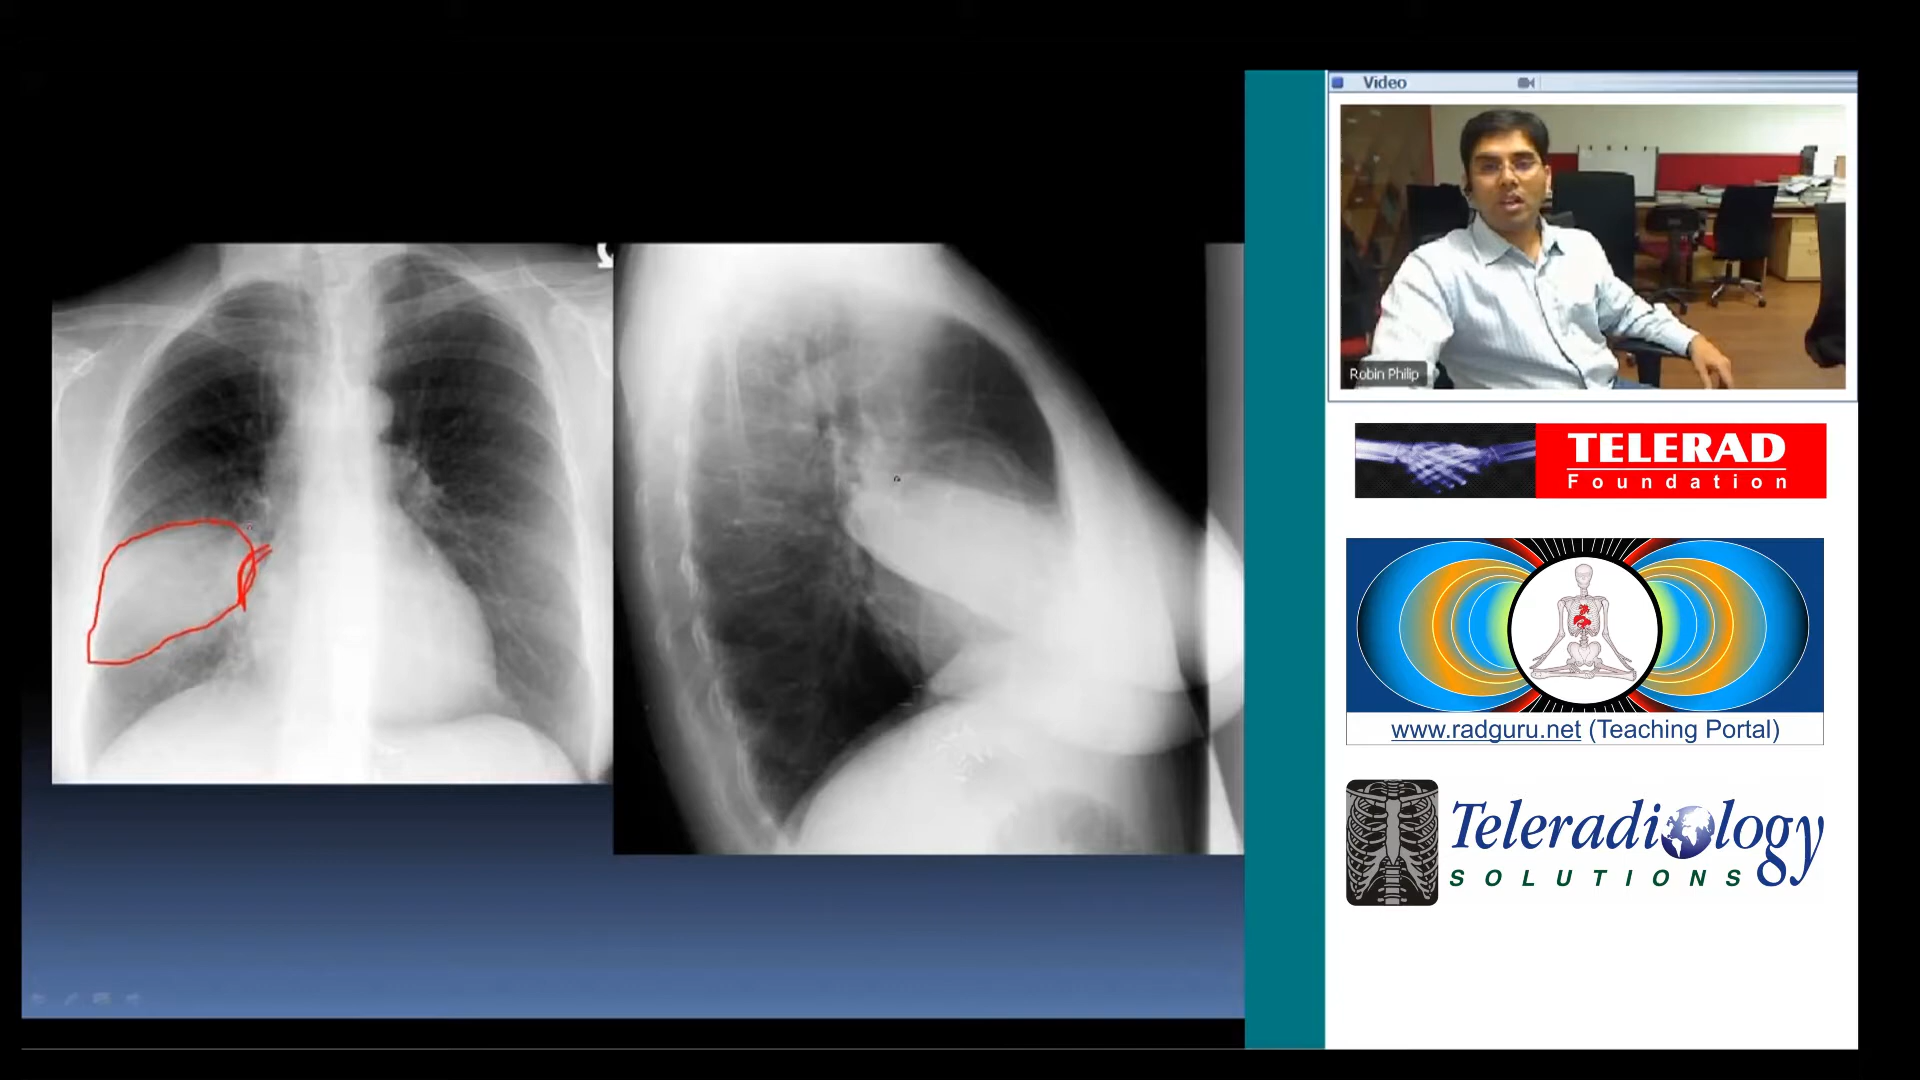 Video
Robin Philip
TELERAD
Foundation
www.radguru.net (Teaching Portal)
Teleradiology
SOLUTIONS